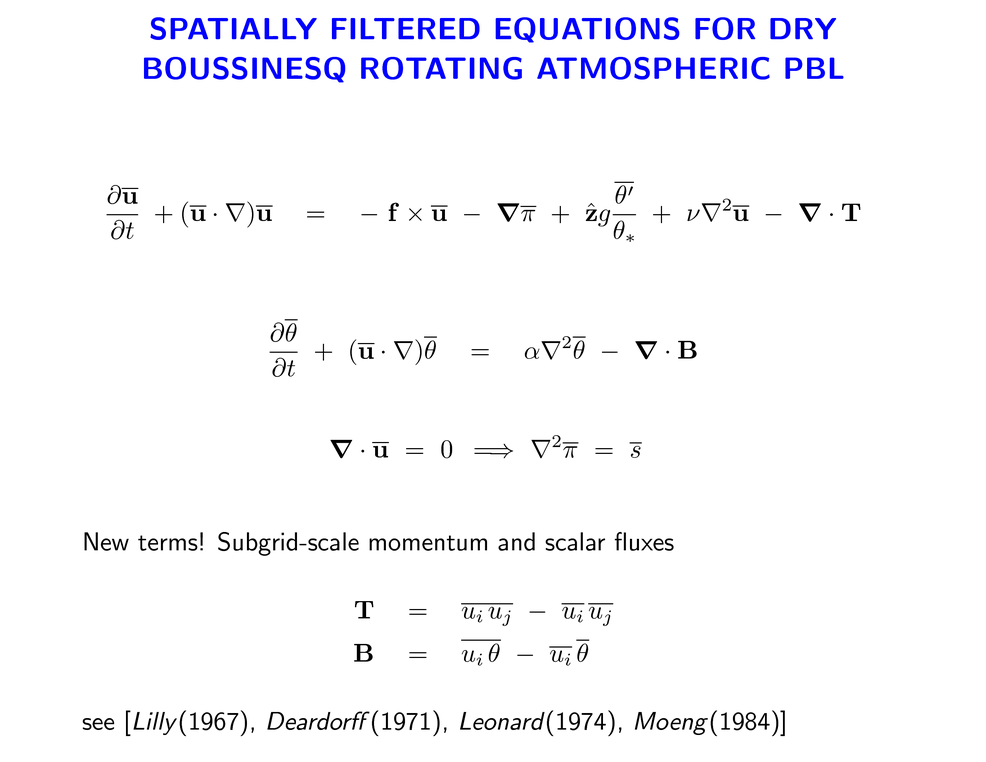 SPATIALLY FILTERED EQUATIONS FOR DRY
BOUSSINESQ ROTATING ATMOSPHERIC PBL
$\frac{\partial \overline{\mathbf{u}}}{\partial t} + (\overline{\mathbf{u}} \cdot \nabla)\overline{\mathbf{u}} = -\mathbf{f} \times \overline{\mathbf{u}} - \boldsymbol{\nabla}\overline{\pi} + \hat{\mathbf{z}} g \frac{\overline{\theta'}}{\theta_*} + \nu \nabla^2 \overline{\mathbf{u}} - \boldsymbol{\nabla} \cdot \mathbf{T}$
$\frac{\partial \overline{\theta}}{\partial t} + (\overline{\mathbf{u}} \cdot \nabla)\overline{\theta} = \alpha \nabla^2 \overline{\theta} - \boldsymbol{\nabla} \cdot \mathbf{B}$
$\boldsymbol{\nabla} \cdot \overline{\mathbf{u}} = 0 \Longrightarrow \nabla^2 \overline{\pi} = \overline{s}$
New terms! Subgrid-scale momentum and scalar fluxes
$\mathbf{T} = \overline{u_i u_j} - \overline{u_i}\,\overline{u_j}$
$\mathbf{B} = \overline{u_i \theta} - \overline{u_i}\,\overline{\theta}$
see [Lilly(1967), Deardorff(1971), Leonard(1974), Moeng(1984)]